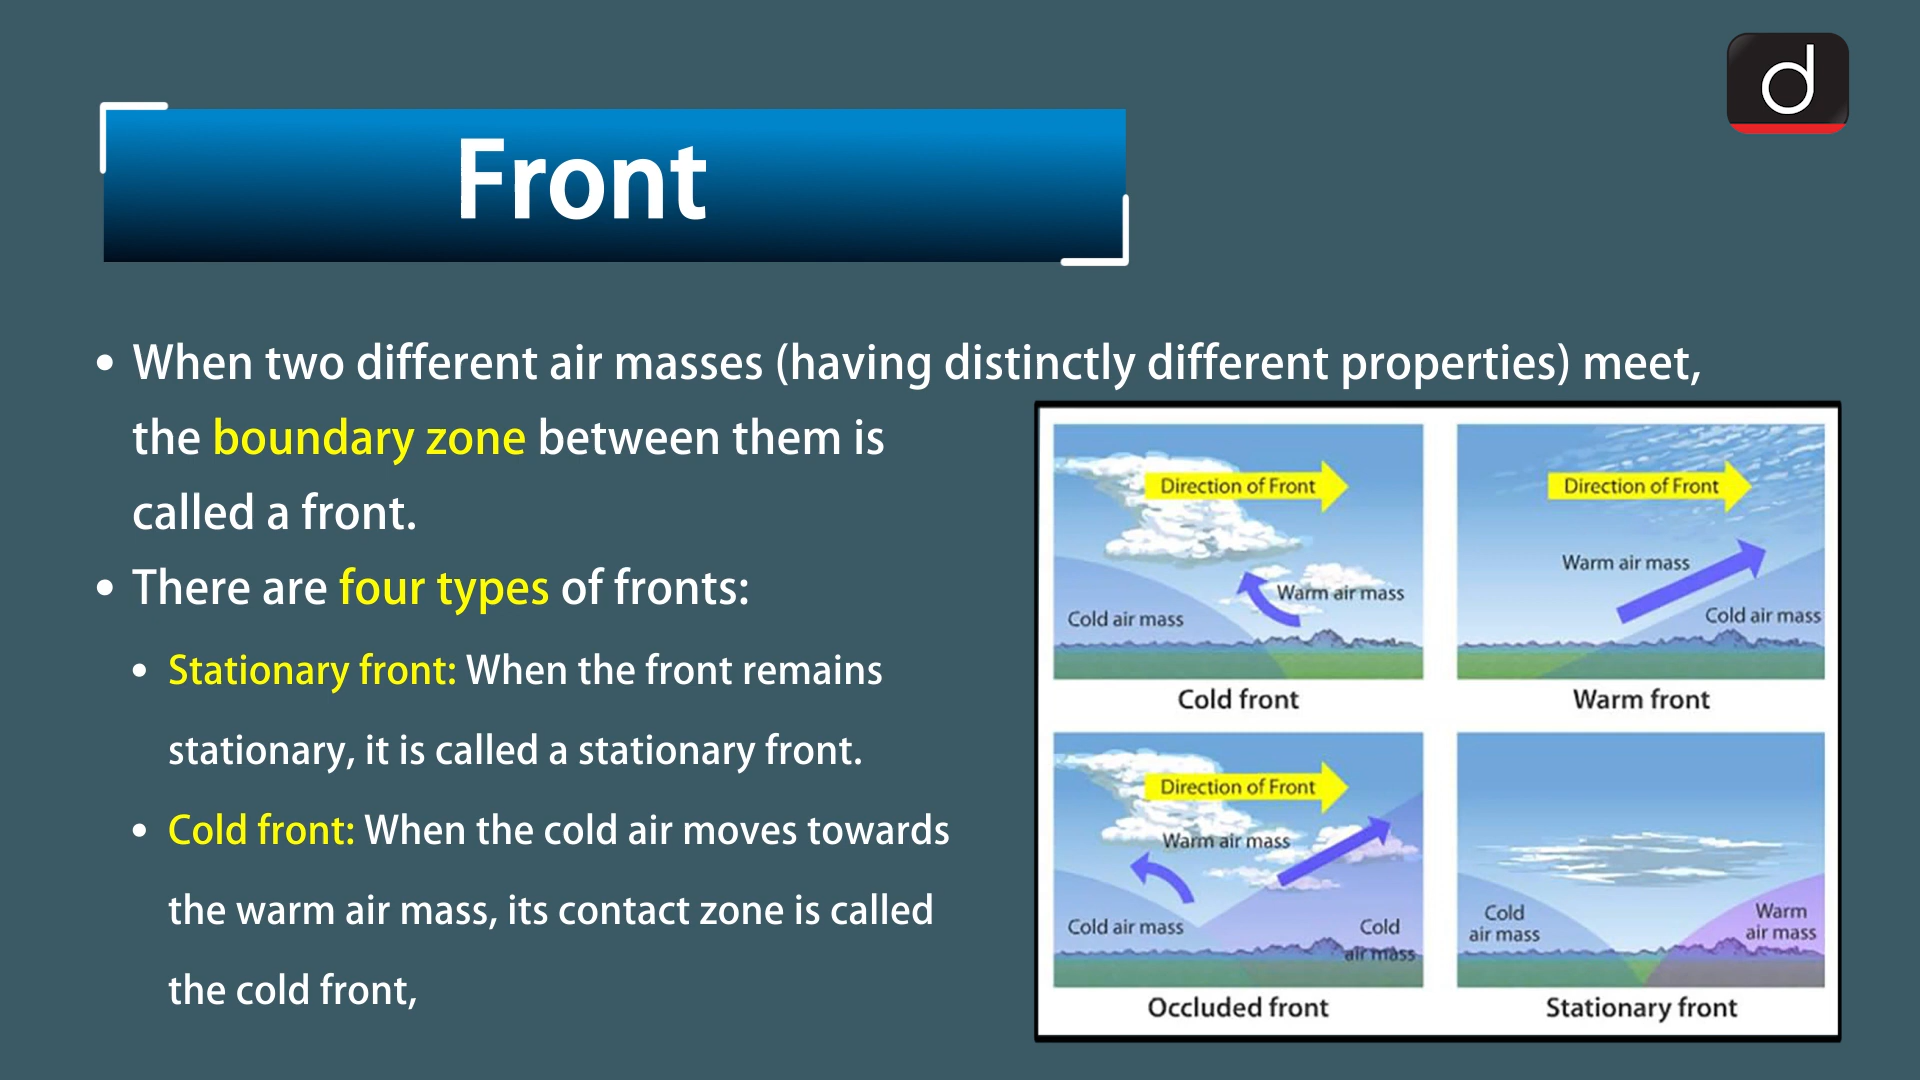 d
Front
• When two different air masses (having distinctly different properties) meet,
the boundary zone between them is
called a front.
• There are four types of fronts:
• Stationary front: When the front remains
stationary, it is called a stationary front.
• Cold front: When the cold air moves towards
the warm air mass, its contact zone is called
the cold front,
Direction of Front
Warm air mass
Cold air mass
Cold front
Direction of Front
Warm air mass
Cold air mass
Warm front
Direction of Front
Warm air mass
Cold air mass
Cold
air mass
Occluded front
Cold
air mass
Warm
air mass
Stationary front